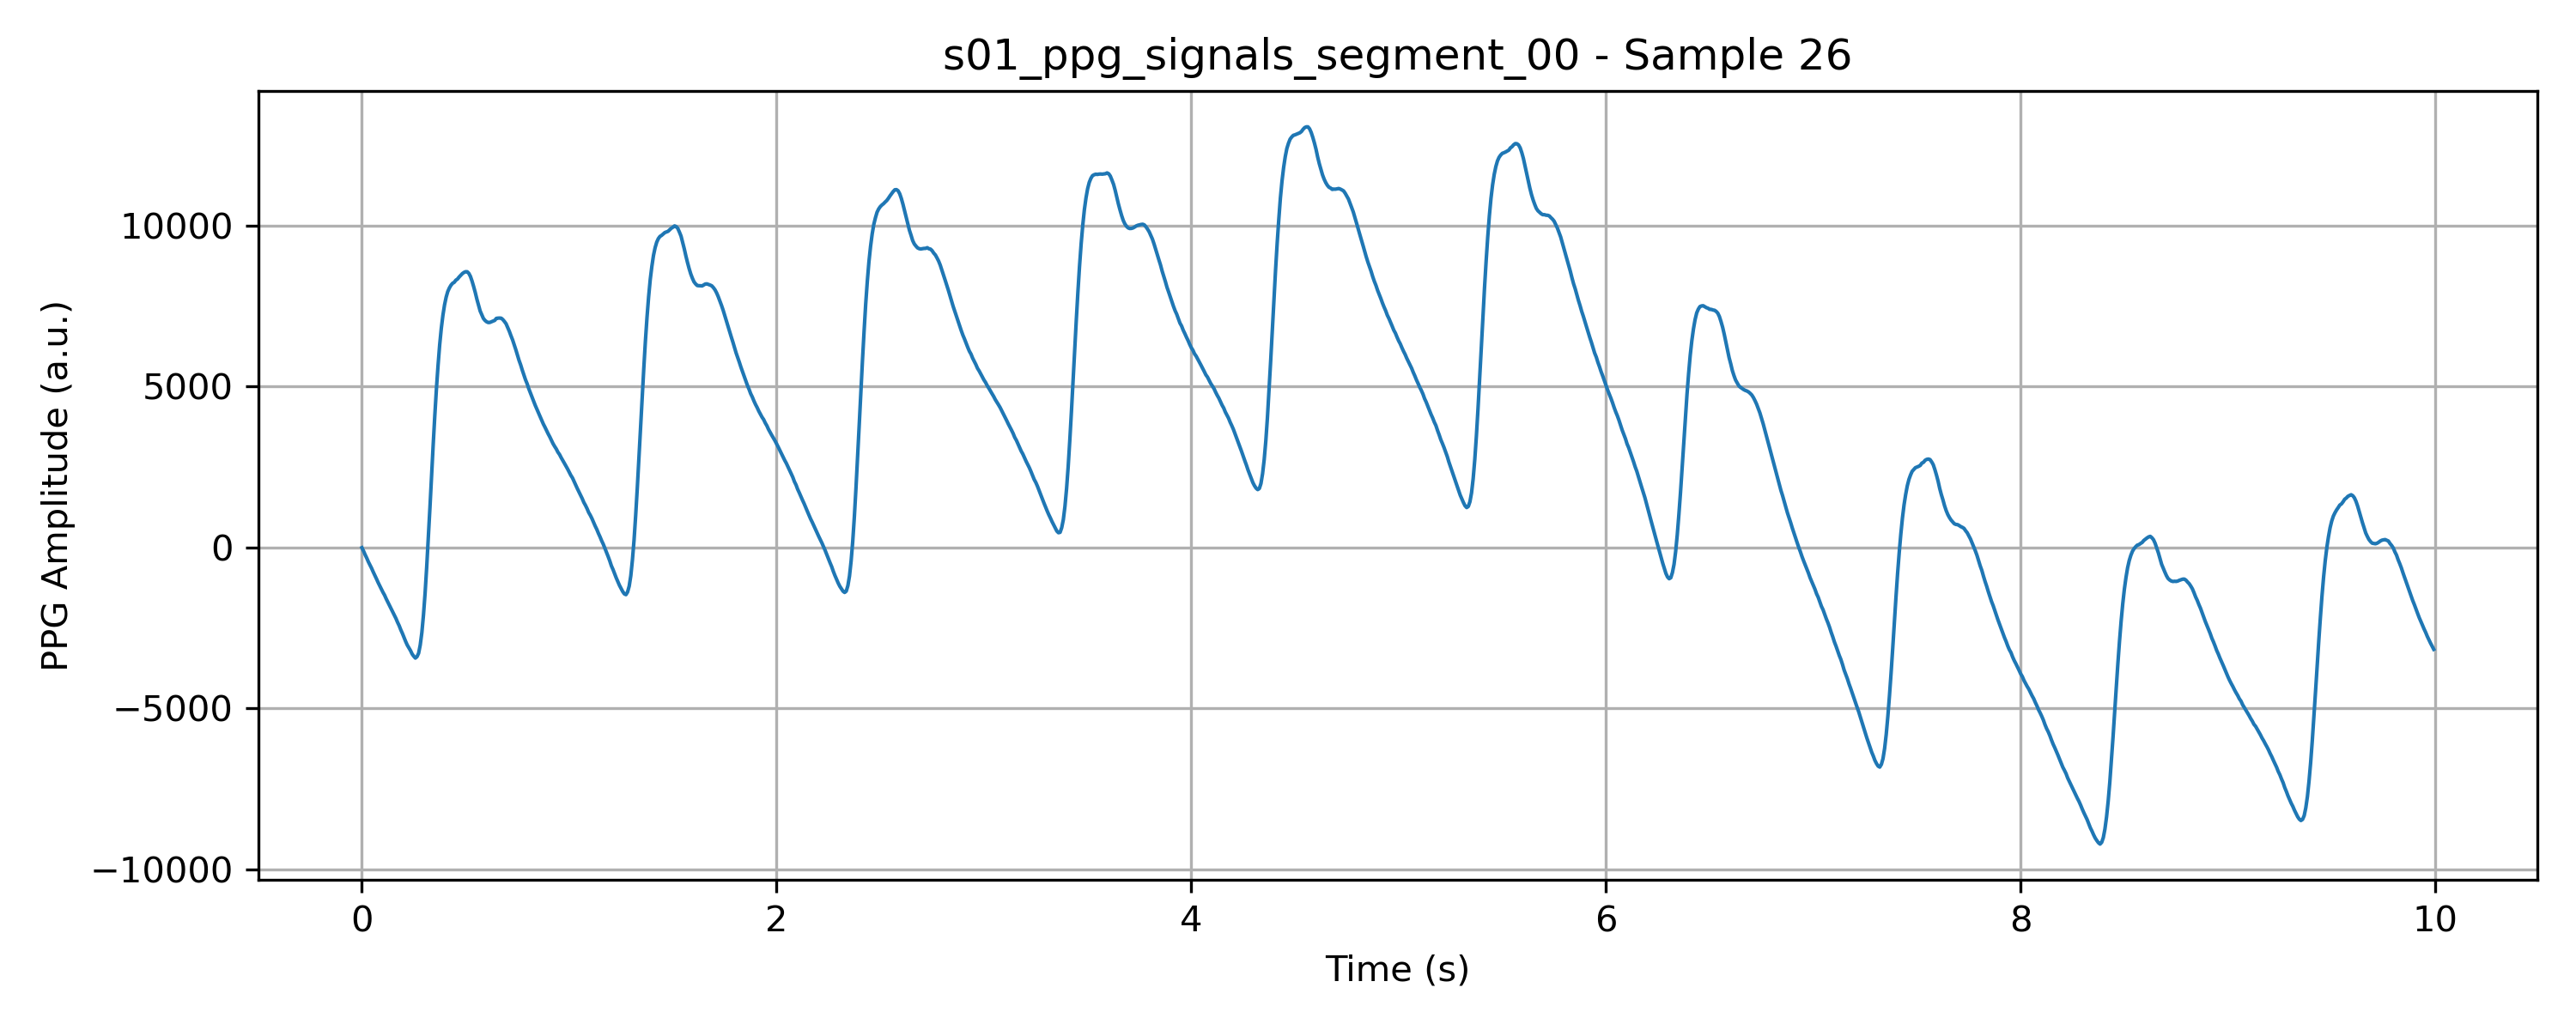 s01_ppg_signals_segment_00 - Sample 26
PPG Amplitude (a.u.)
10000
5000
0
−5000
−10000
0 2 4 6 8 10
Time (s)